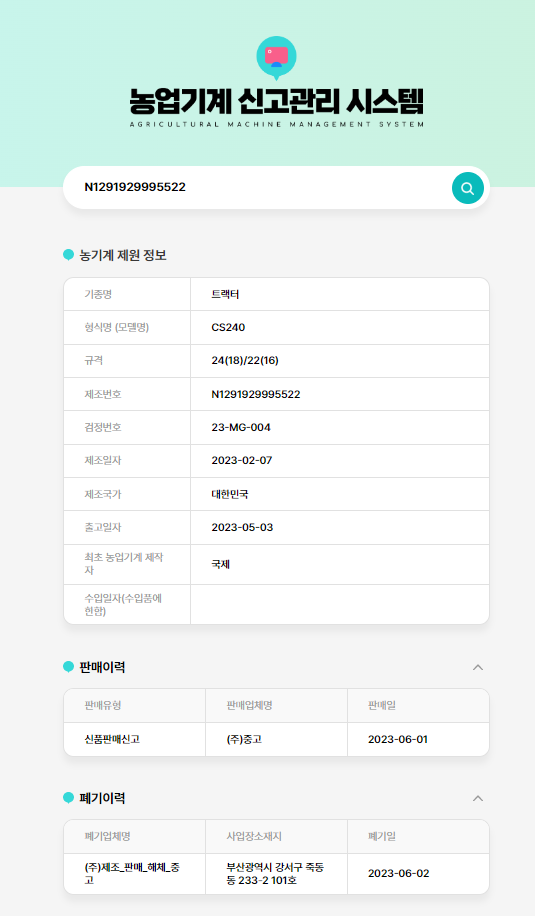 농업기계 신고관리 시스템
AGRICULTURAL MACHINE MANAGEMENT SYSTEM
N1291929995522
농기계 제원 정보
기종명 트랙터
형식명 (모델명) CS240
규격 24(18)/22(16)
제조번호 N1291929995522
검정번호 23-MG-004
제조일자 2023-02-07
제조국가 대한민국
출고일자 2023-05-03
최초 농업기계 제작
자
국제
수입일자(수입품에
한함)
판매이력
판매유형 판매업체명 판매일
신품판매신고 (주)중고 2023-06-01
폐기이력
폐기업체명 사업장소재지 폐기일
(주)제조_판매_해체_중
고
부산광역시 강서구 죽동
동 233-2 101호
2023-06-02